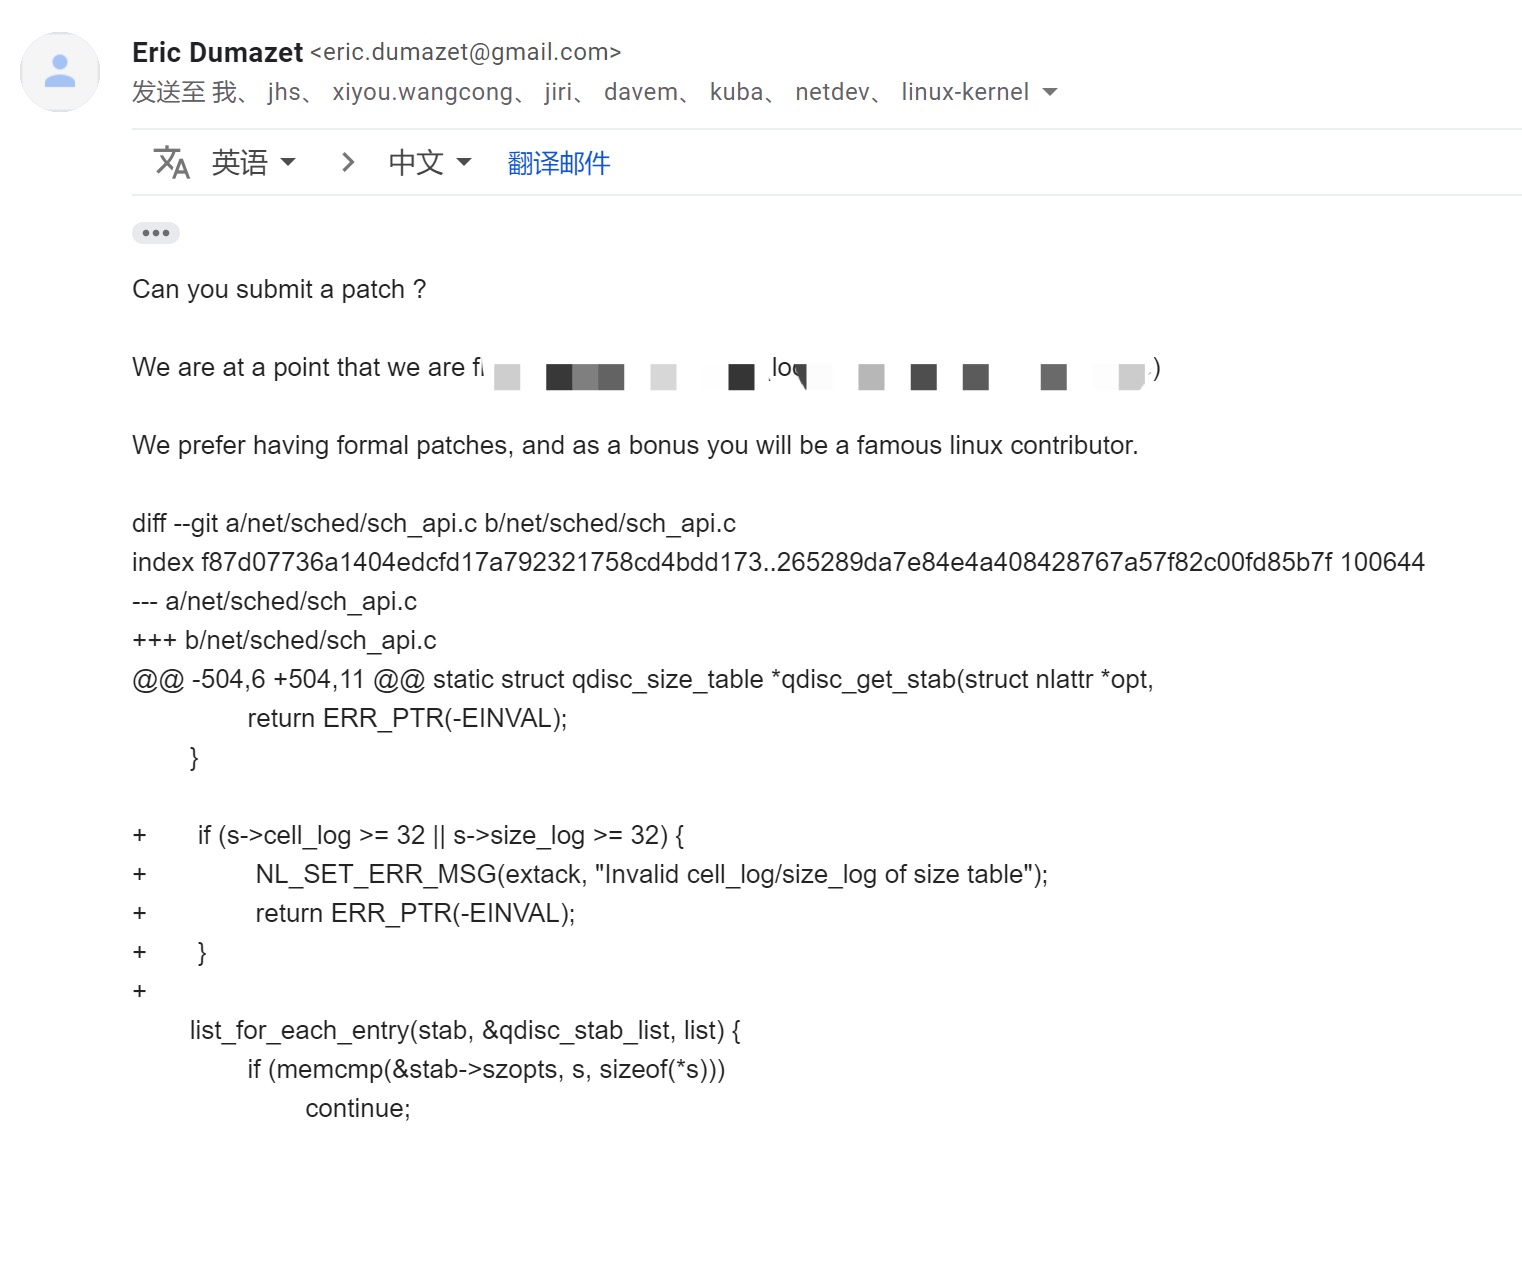 Eric Dumazet <eric.dumazet@gmail.com>
发送至 我、 jhs、 xiyou.wangcong、 jiri、 davem、 kuba、 netdev、 linux-kernel
英语 > 中文 翻译邮件
Can you submit a patch ?
We are at a point that we are )
We prefer having formal patches, and as a bonus you will be a famous linux contributor.
diff --git a/net/sched/sch_api.c b/net/sched/sch_api.c
index f87d07736a1404edcfd17a792321758cd4bdd173..265289da7e84e4a408428767a57f82c00fd85b7f 100644
--- a/net/sched/sch_api.c
+++ b/net/sched/sch_api.c
@@ -504,6 +504,11 @@ static struct qdisc_size_table *qdisc_get_stab(struct nlattr *opt,
return ERR_PTR(-EINVAL);
}
+ if (s->cell_log >= 32 || s->size_log >= 32) {
+ NL_SET_ERR_MSG(extack, "Invalid cell_log/size_log of size table");
+ return ERR_PTR(-EINVAL);
+ }
+
list_for_each_entry(stab, &qdisc_stab_list, list) {
if (memcmp(&stab->szopts, s, sizeof(*s)))
continue;